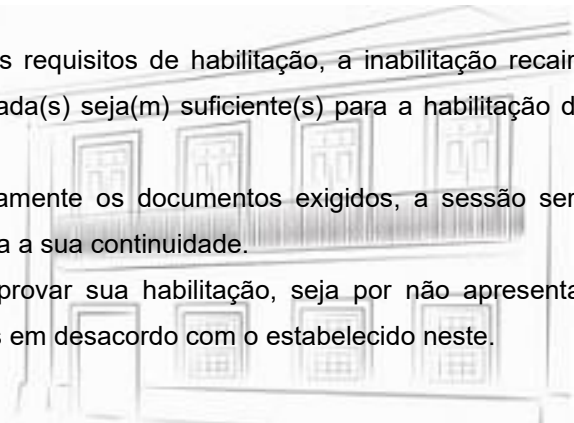 s requisitos de habilitação, a inabilitação recair
ada(s) seja(m) suficiente(s) para a habilitação d
amente os documentos exigidos, a sessão ser
a a sua continuidade.
provar sua habilitação, seja por não apresenta
s em desacordo com o estabelecido neste.